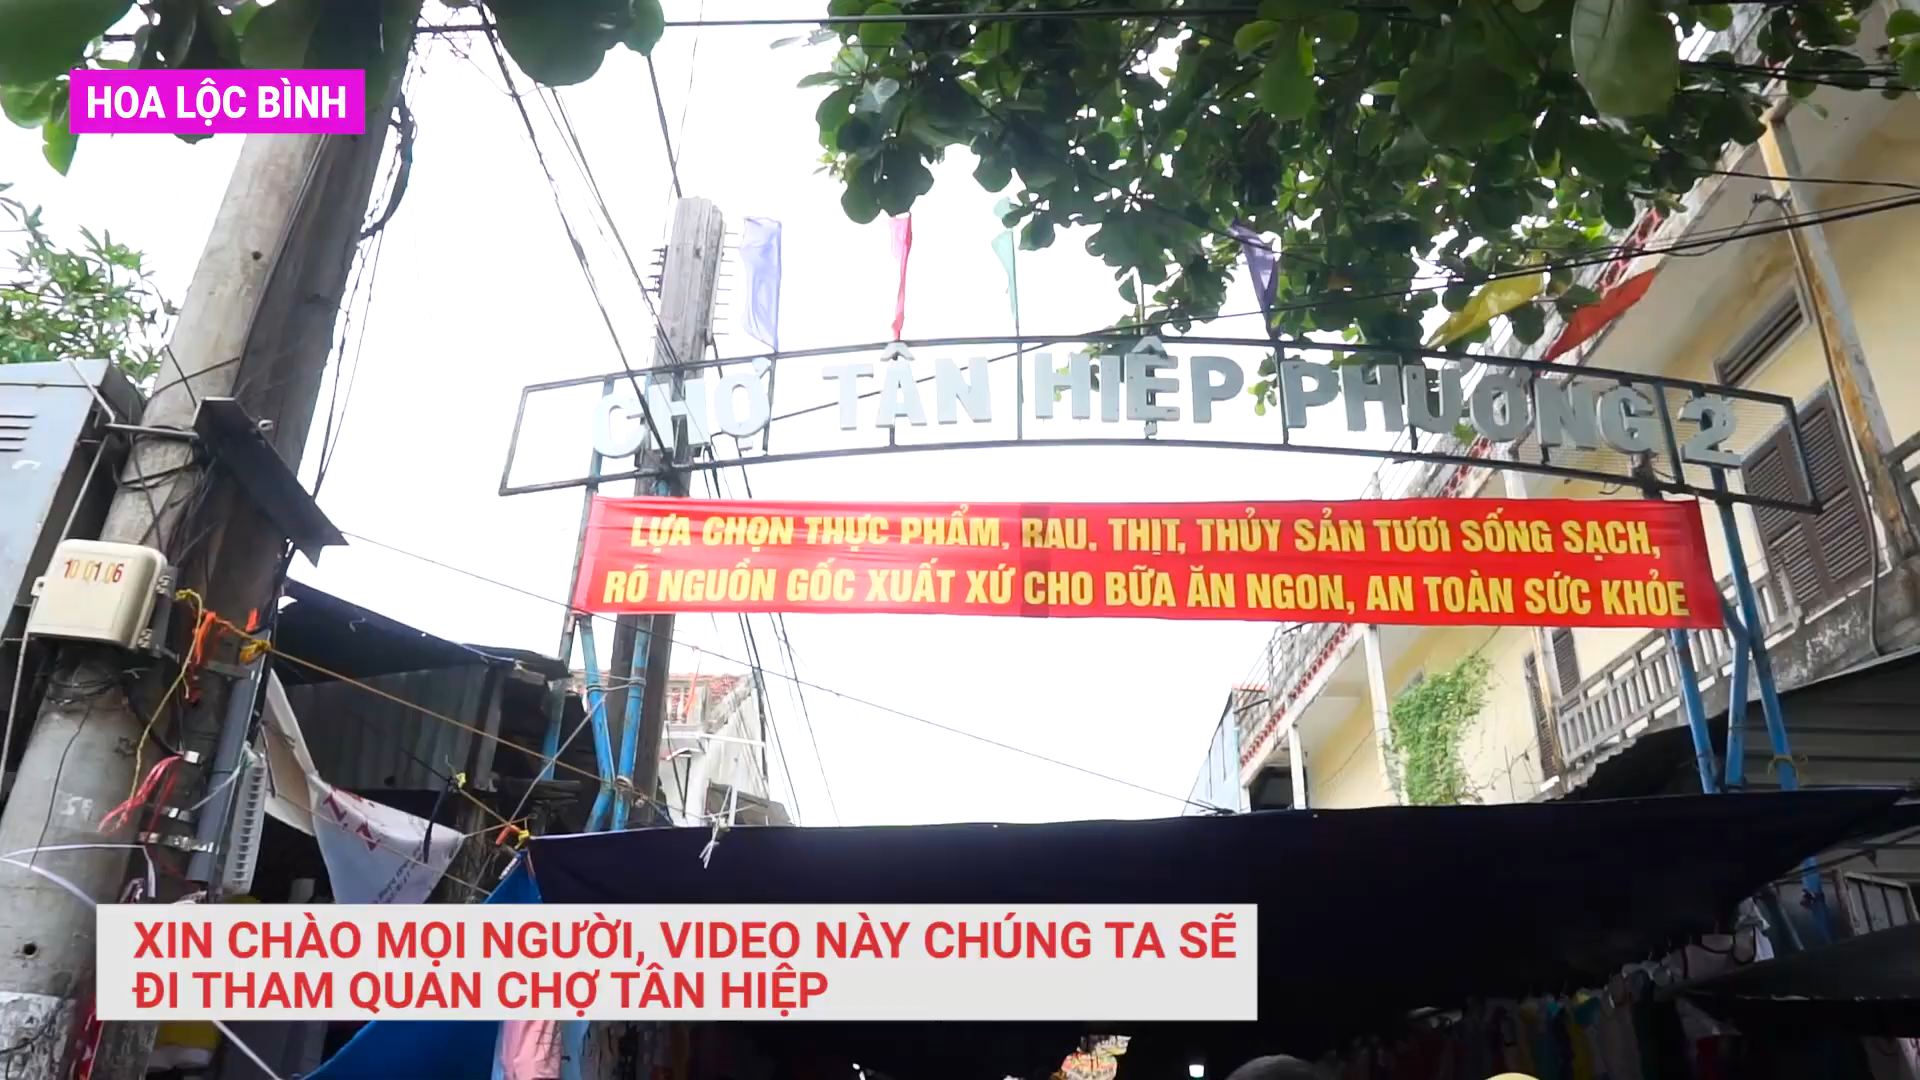 HOA LỘC BÌNH
CHỢ TÂN HIỆP PHƯỜNG 2
LỰA CHỌN THỰC PHẨM, RAU, THỊT, THỦY SẢN TƯƠI SỐNG SẠCH,
RÕ NGUỒN GỐC XUẤT XỨ CHO BỮA ĂN NGON, AN TOÀN SỨC KHỎE
10 01 06
XIN CHÀO MỌI NGƯỜI, VIDEO NÀY CHÚNG TA SẼ
ĐI THAM QUAN CHỢ TÂN HIỆP